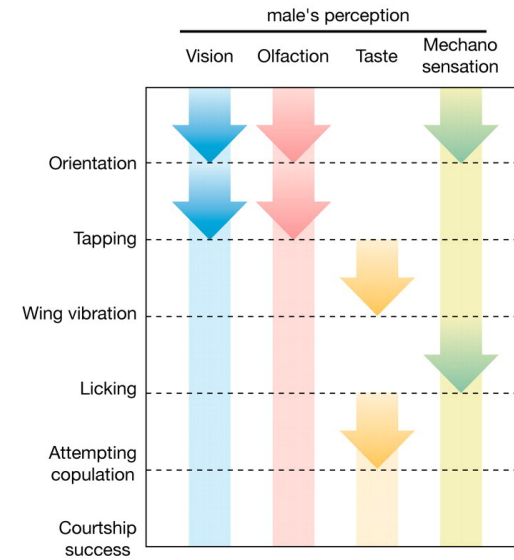 male's perception
Vision
Olfaction
Taste
Mechano
sensation
Orientation
Tapping
Wing vibration
Licking
Attempting
copulation
Courtship
success